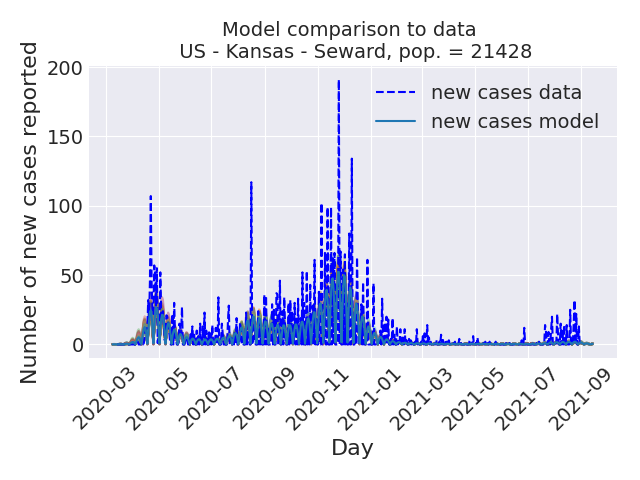 Model comparison to data
US - Kansas - Seward, pop. = 21428
Number of new cases reported
200
150
100
50
0
new cases data
new cases model
2020-03
2020-05
2020-07
2020-09
2020-11
2021-01
2021-03
2021-05
2021-07
2021-09
Day